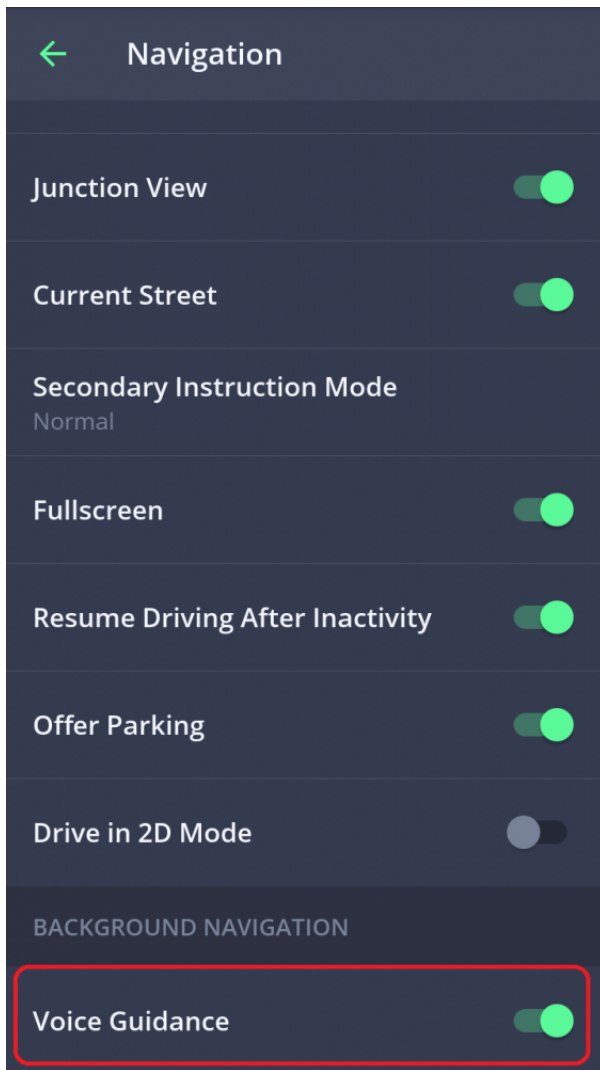 Navigation
Junction View
Current Street
Secondary Instruction Mode
Normal
Fullscreen
Resume Driving After Inactivity
Offer Parking
Drive in 2D Mode
BACKGROUND NAVIGATION
Voice Guidance